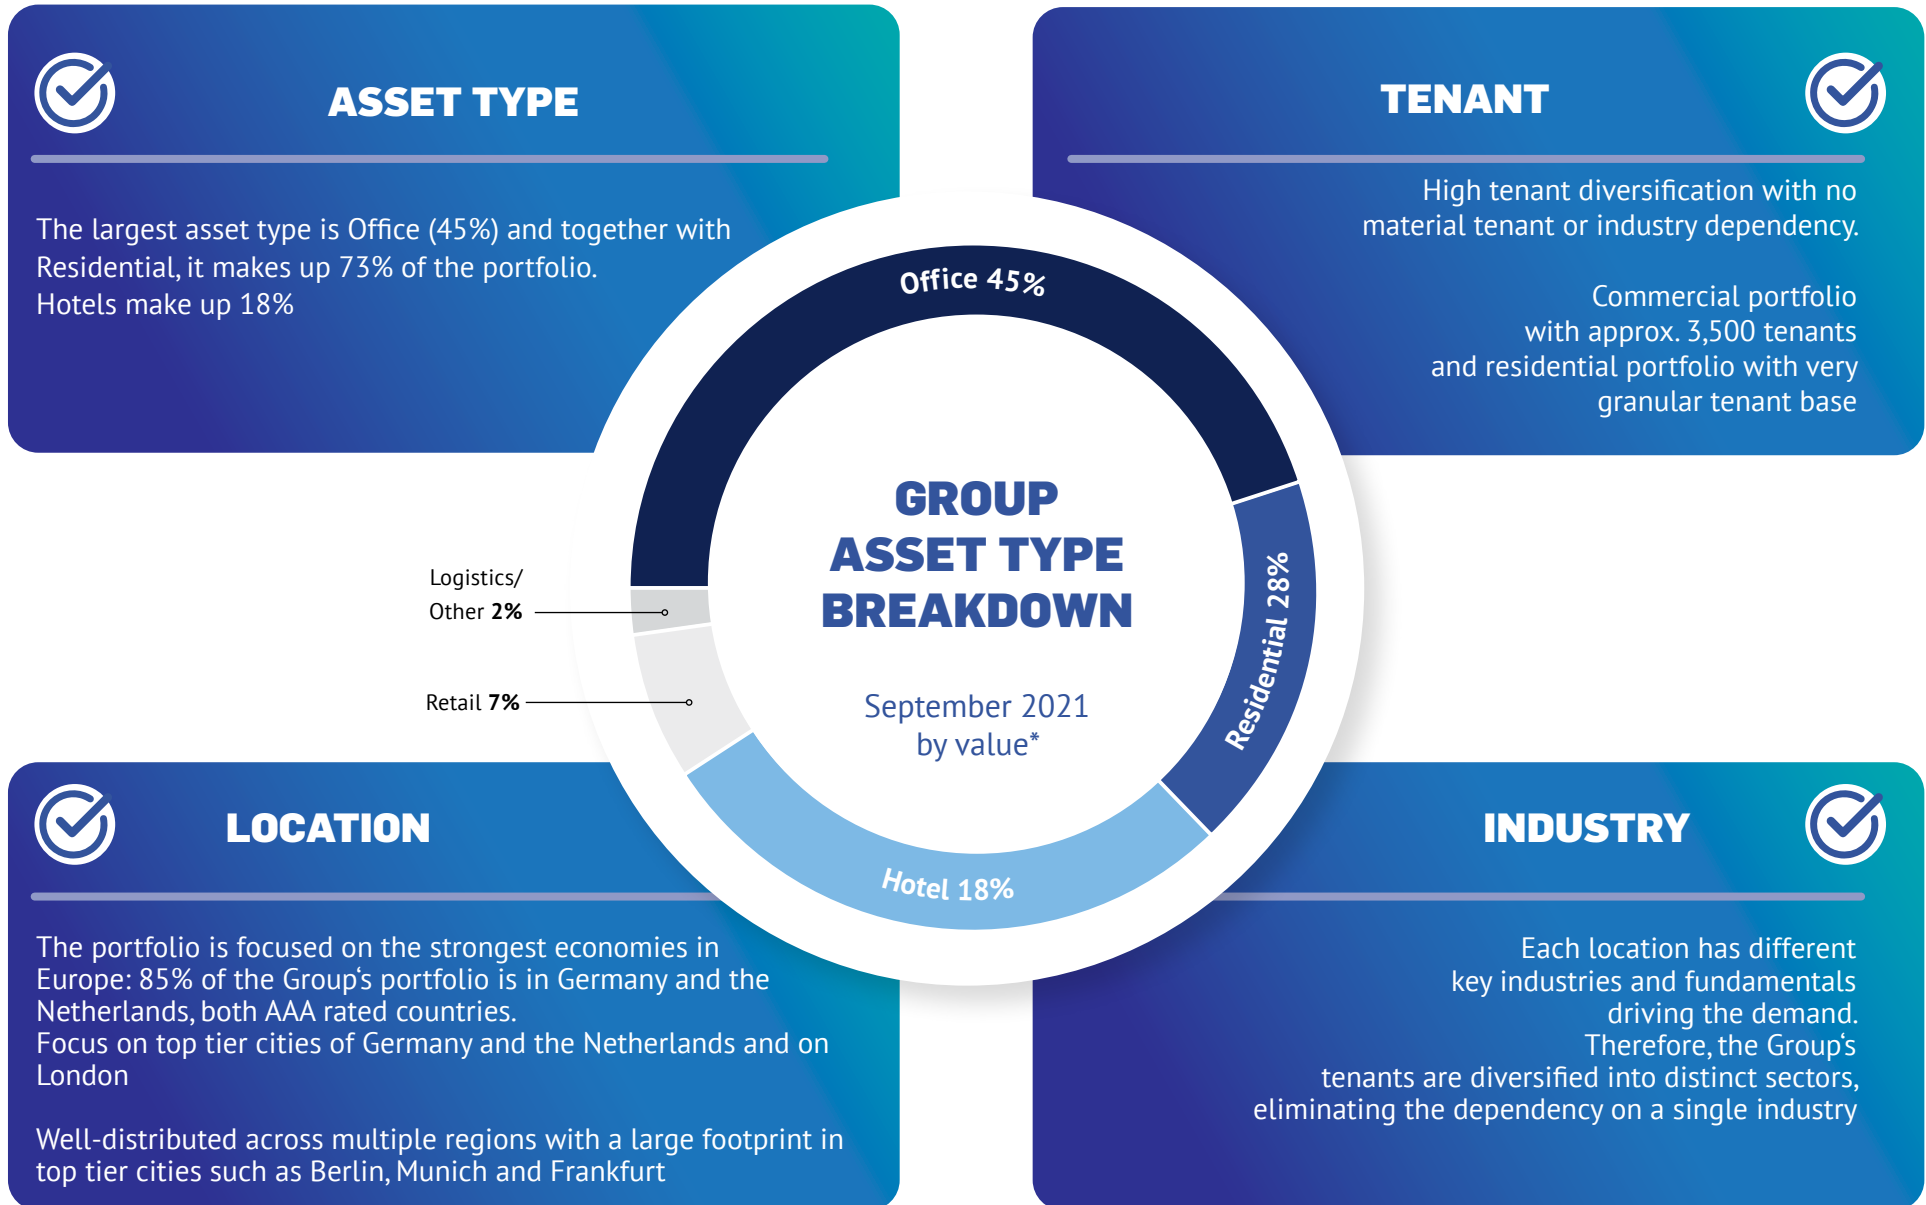 ASSET TYPE
The largest asset type is Office (45%) and together with
Residential, it makes up 73% of the portfolio.
Hotels make up 18%
TENANT
High tenant diversification with no
material tenant or industry dependency.
Commercial portfolio
with approx. 3,500 tenants
and residential portfolio with very
granular tenant base
Office 45%
Residential 28%
Hotel 18%
Retail 7%
Logistics/
Other 2%
GROUP
ASSET TYPE
BREAKDOWN
September 2021
by value*
LOCATION
The portfolio is focused on the strongest economies in
Europe: 85% of the Group‘s portfolio is in Germany and the
Netherlands, both AAA rated countries.
Focus on top tier cities of Germany and the Netherlands and on
London
Well-distributed across multiple regions with a large footprint in
top tier cities such as Berlin, Munich and Frankfurt
INDUSTRY
Each location has different
key industries and fundamentals
driving the demand.
Therefore, the Group‘s
tenants are diversified into distinct sectors,
eliminating the dependency on a single industry